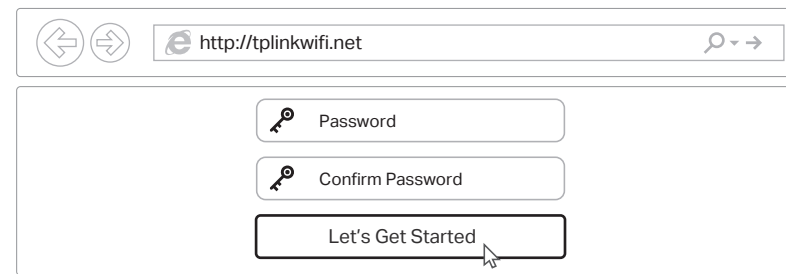 http://tplinkwifi.net
Password
Confirm Password
Let's Get Started